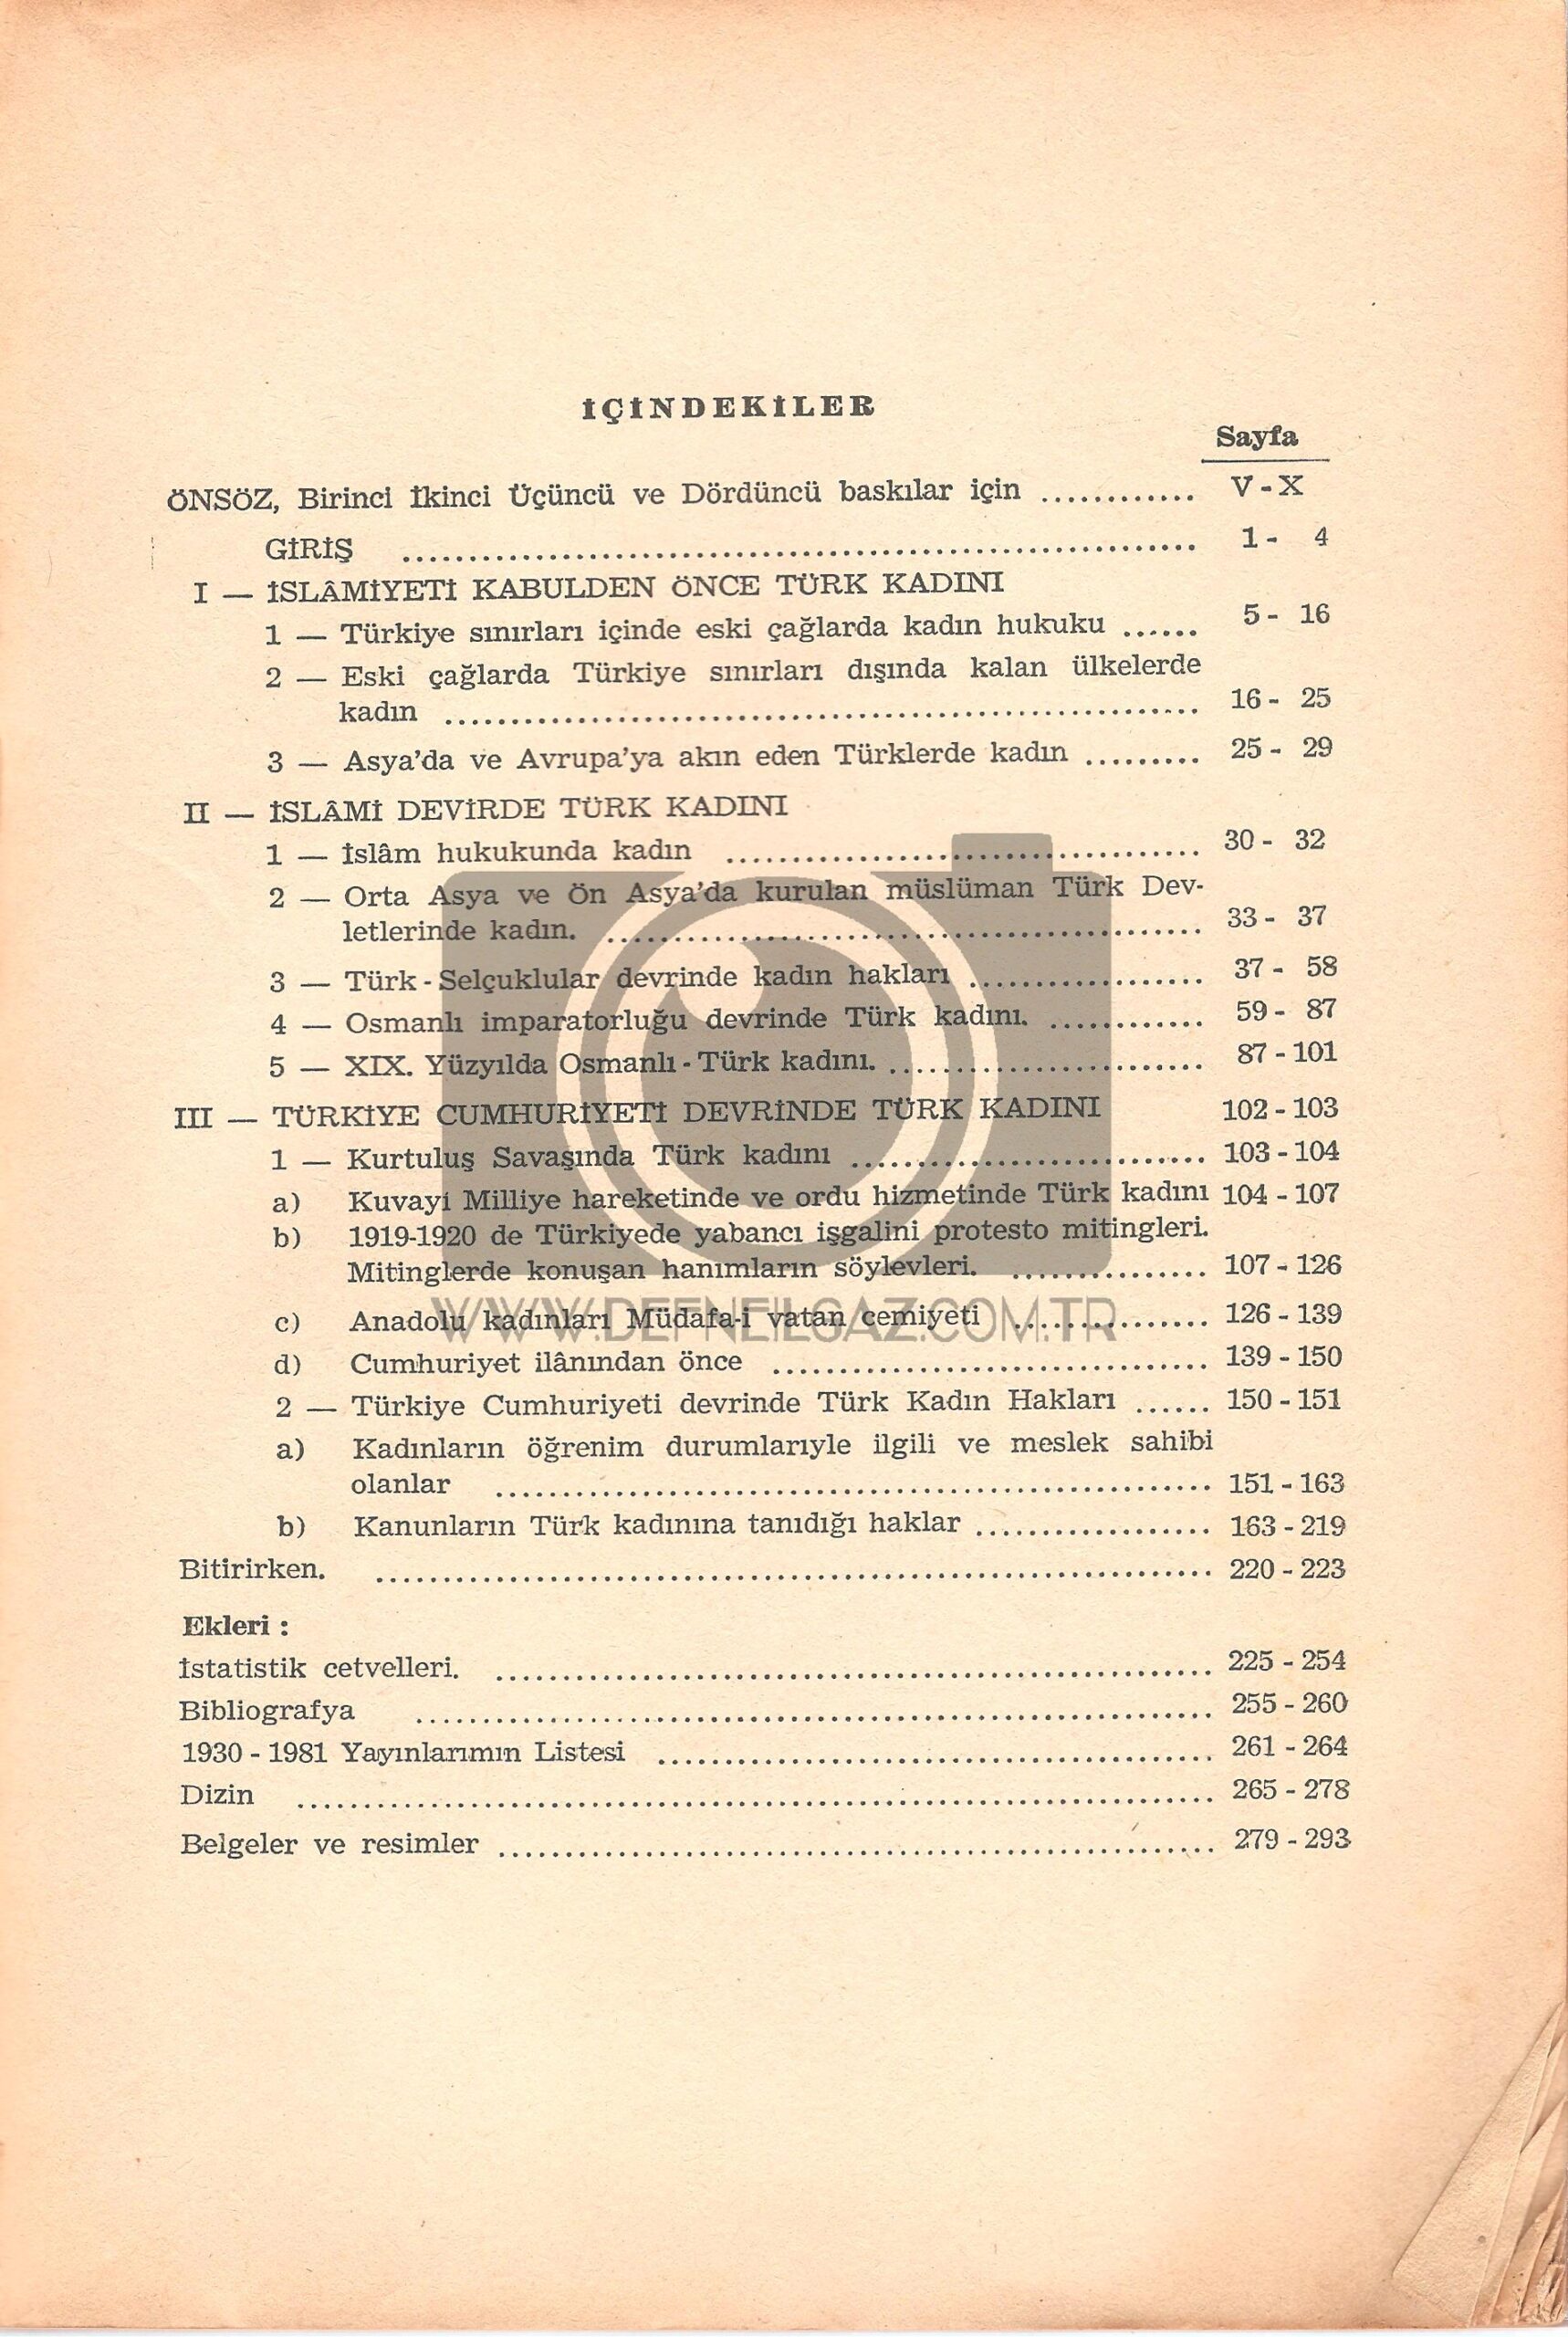 İÇİNDEKİLER
Sayfa
ÖNSÖZ, Birinci İkinci Üçüncü ve Dördüncü baskılar için ............ V - X
GİRİŞ ............................................................ 1 - 4
I — İSLÂMİYETİ KABULDEN ÖNCE TÜRK KADINI
1 — Türkiye sınırları içinde eski çağlarda kadın hukuku ...... 5 - 16
2 — Eski çağlarda Türkiye sınırları dışında kalan ülkelerde
kadın ............................................................ 16 - 25
3 — Asya'da ve Avrupa'ya akın eden Türklerde kadın ......... 25 - 29
II — İSLÂMİ DEVİRDE TÜRK KADINI
1 — İslâm hukukunda kadın .................................... 30 - 32
2 — Orta Asya ve Ön Asya'da kurulan müslüman Türk Dev-
letlerinde kadın. ............................................. 33 - 37
3 — Türk - Selçuklular devrinde kadın hakları .................. 37 - 58
4 — Osmanlı imparatorluğu devrinde Türk kadını. ............ 59 - 87
5 — XIX. Yüzyılda Osmanlı - Türk kadını. ........................ 87 - 101
III — TÜRKİYE CUMHURİYETİ DEVRİNDE TÜRK KADINI 102 - 103
1 — Kurtuluş Savaşında Türk kadını ........................... 103 - 104
a) Kuvayi Milliye hareketinde ve ordu hizmetinde Türk kadını 104 - 107
b) 1919-1920 de Türkiyede yabancı işgalini protesto mitingleri.
Mitinglerde konuşan hanımların söylevleri. ............... 107 - 126
c) Anadolu kadınları Müdafa-i vatan cemiyeti ............... 126 - 139
d) Cumhuriyet ilânından önce ................................. 139 - 150
2 — Türkiye Cumhuriyeti devrinde Türk Kadın Hakları ...... 150 - 151
a) Kadınların öğrenim durumlarıyle ilgili ve meslek sahibi
olanlar ...................................................... 151 - 163
b) Kanunların Türk kadınına tanıdığı haklar .................. 163 - 219
Bitirirken. ............................................................... 220 - 223
Ekleri :
İstatistik cetvelleri. ...................................................... 225 - 254
Bibliografya ............................................................ 255 - 260
1930 - 1981 Yayınlarımın Listesi .......................................... 261 - 264
Dizin ..................................................................... 265 - 278
Belgeler ve resimler ...................................................... 279 - 293
WWW.DEFNEILGAZ.COM.TR